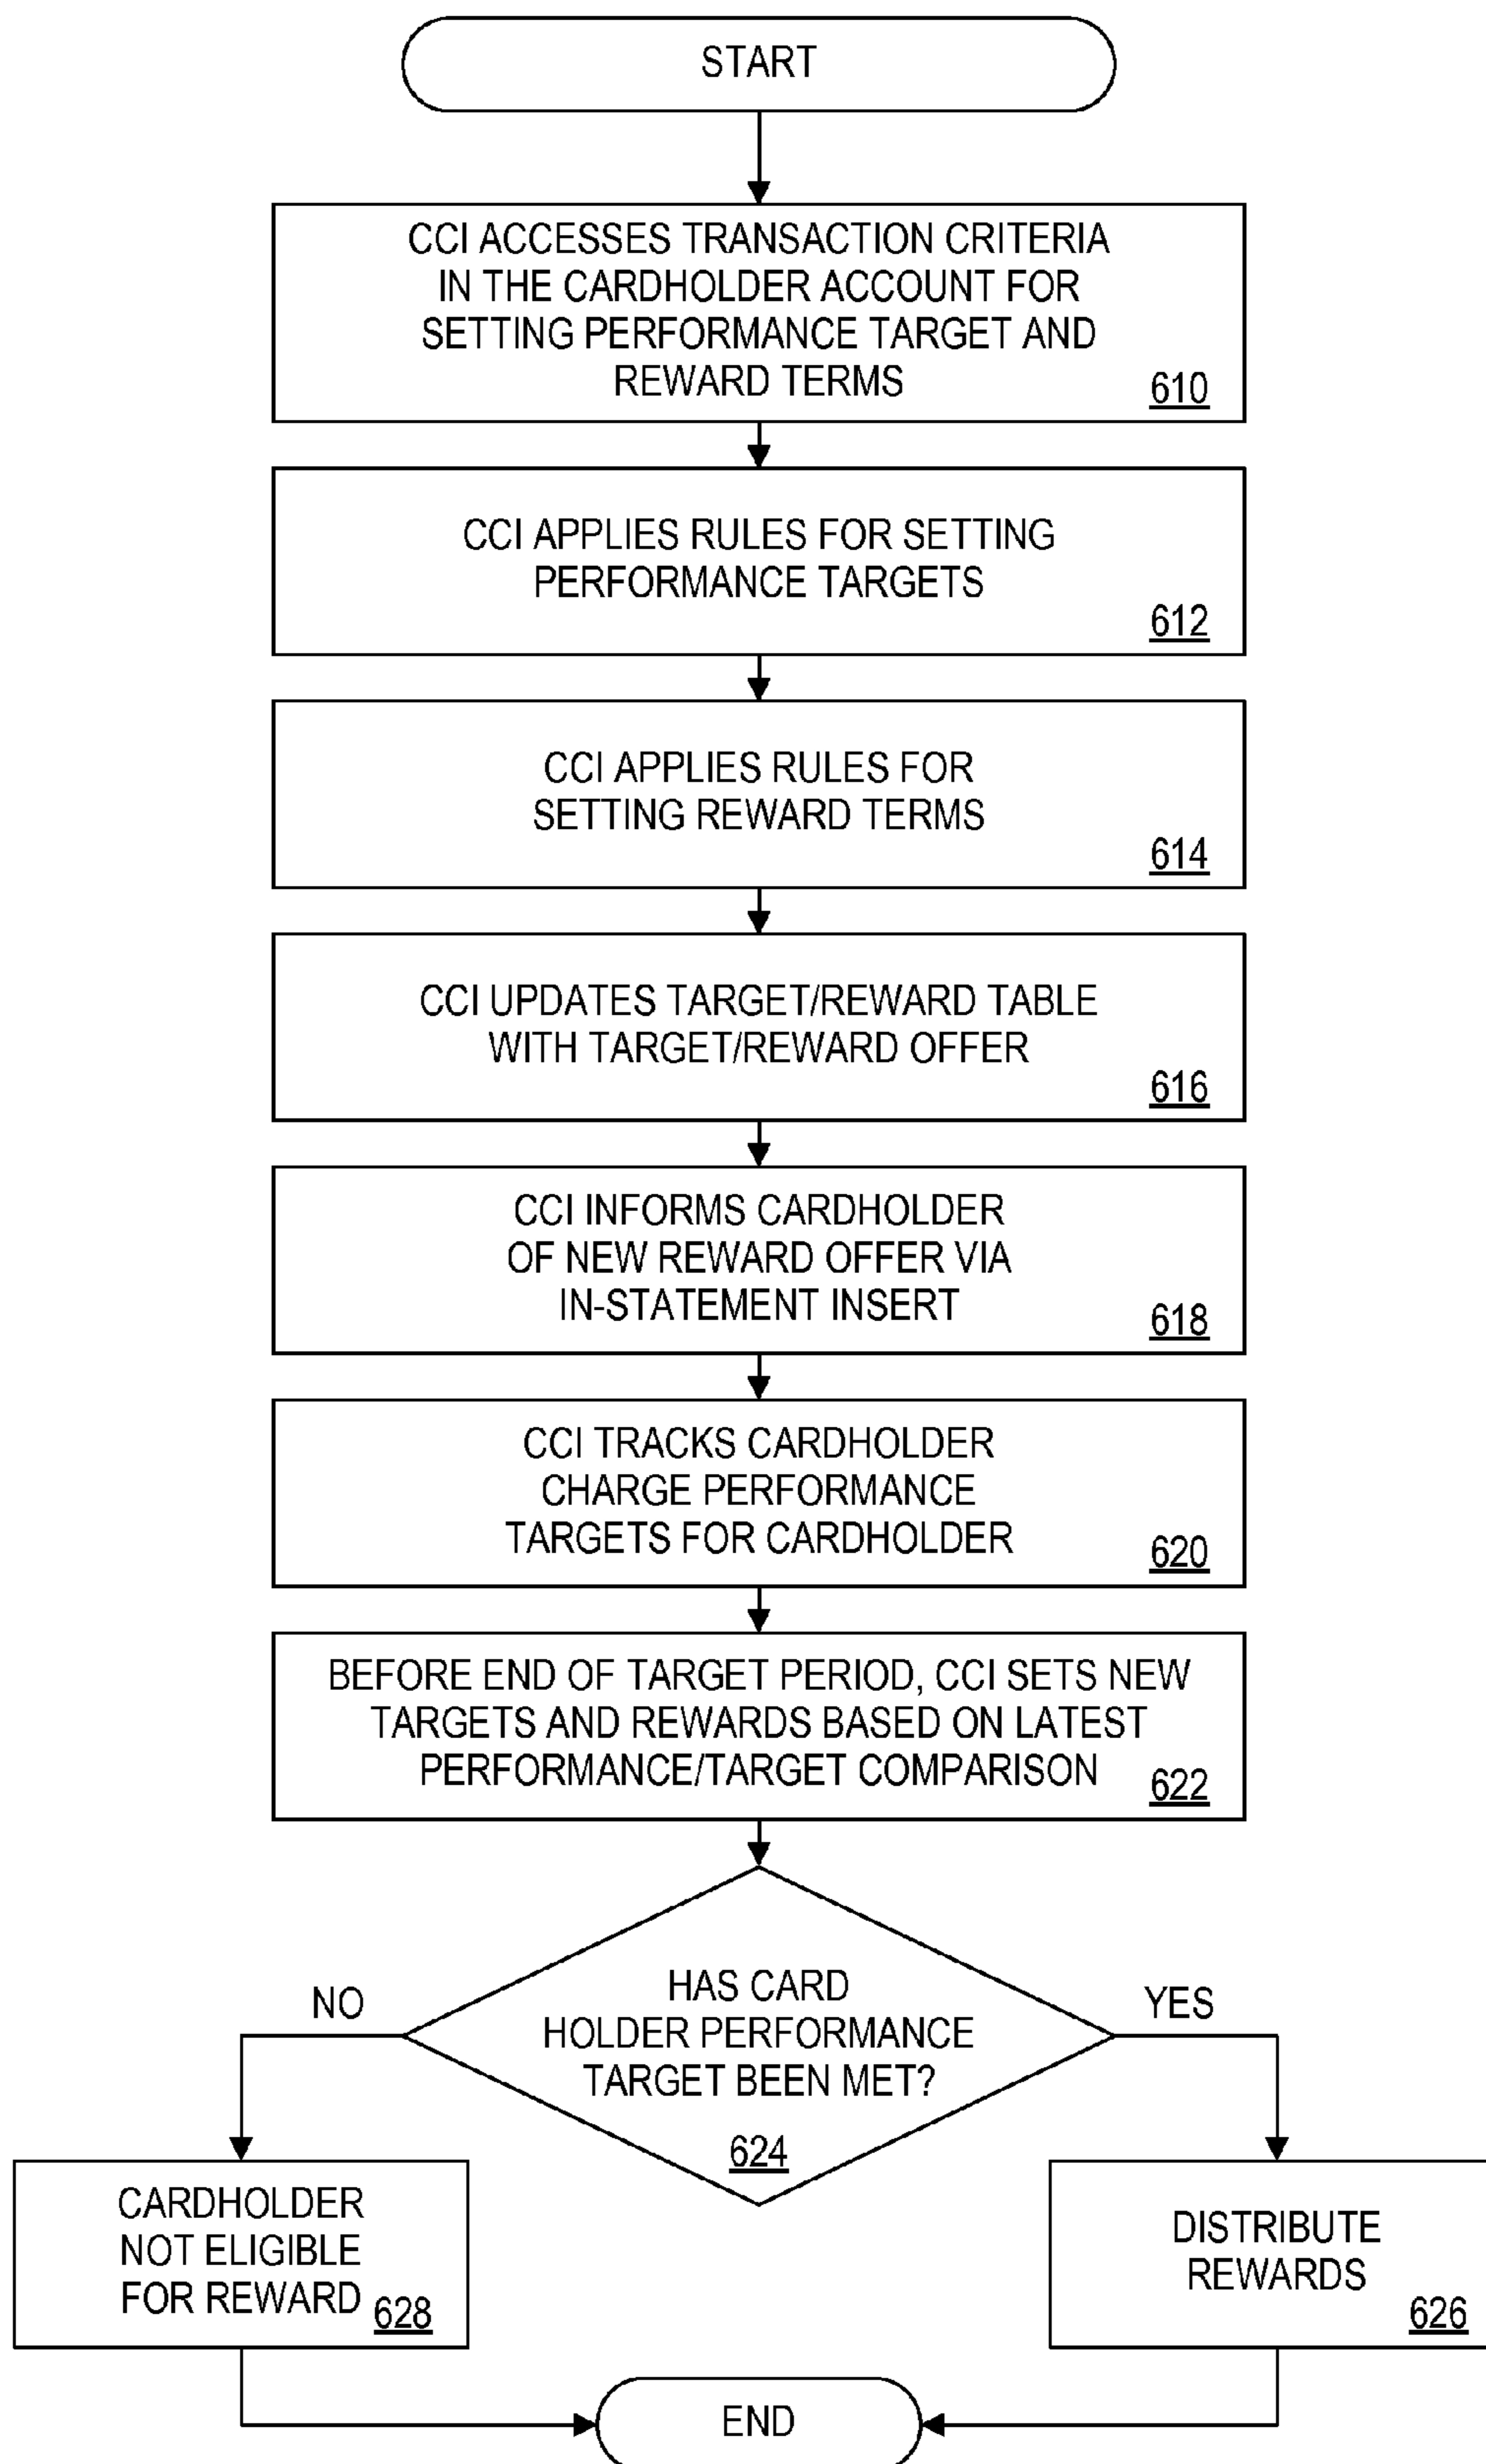 START
CCI ACCESSES TRANSACTION CRITERIA
IN THE CARDHOLDER ACCOUNT FOR
SETTING PERFORMANCE TARGET AND
REWARD TERMS
610
CCI APPLIES RULES FOR SETTING
PERFORMANCE TARGETS
612
CCI APPLIES RULES FOR
SETTING REWARD TERMS
614
CCI UPDATES TARGET/REWARD TABLE
WITH TARGET/REWARD OFFER
616
CCI INFORMS CARDHOLDER
OF NEW REWARD OFFER VIA
IN-STATEMENT INSERT
618
CCI TRACKS CARDHOLDER
CHARGE PERFORMANCE
TARGETS FOR CARDHOLDER
620
BEFORE END OF TARGET PERIOD, CCI SETS NEW
TARGETS AND REWARDS BASED ON LATEST
PERFORMANCE/TARGET COMPARISON
622
HAS CARD
HOLDER PERFORMANCE
TARGET BEEN MET?
624
NO
YES
CARDHOLDER
NOT ELIGIBLE
FOR REWARD
628
DISTRIBUTE
REWARDS
626
END